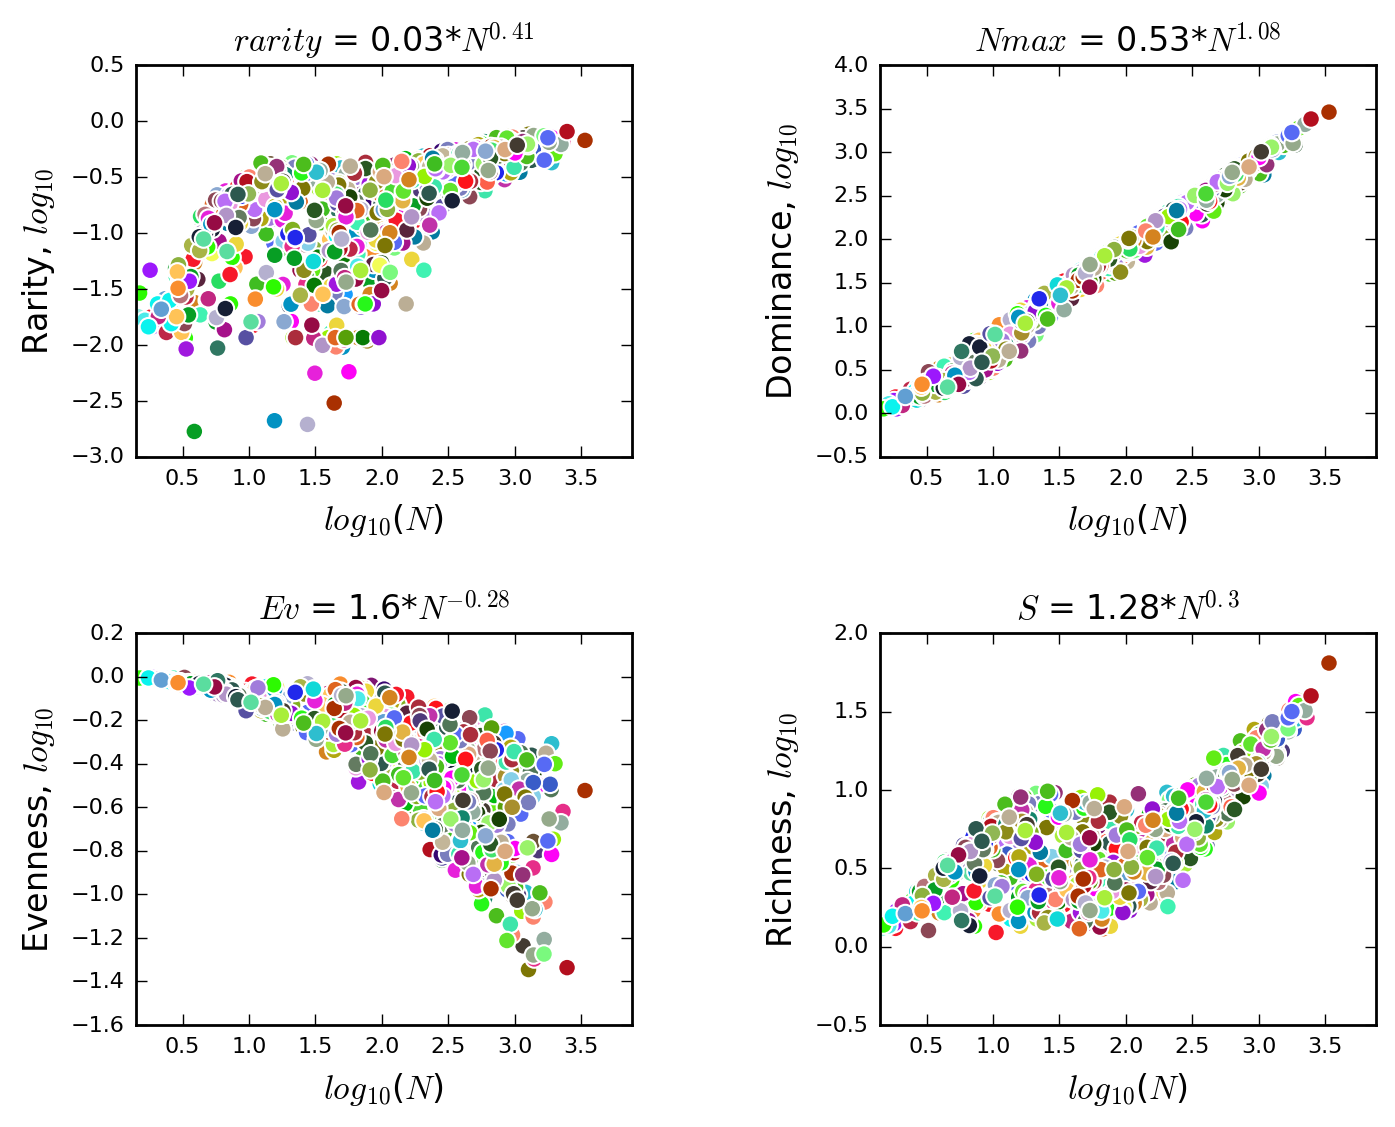 rarity = 0.03*N^0.41
0.5
0.0
−0.5
−1.0
−1.5
−2.0
−2.5
−3.0
Rarity, log10
0.5 1.0 1.5 2.0 2.5 3.0 3.5
log10(N)
Nmax = 0.53*N^1.08
4.0
3.5
3.0
2.5
2.0
1.5
1.0
0.5
0.0
−0.5
Dominance, log10
0.5 1.0 1.5 2.0 2.5 3.0 3.5
log10(N)
Ev = 1.6*N^−0.28
0.2
0.0
−0.2
−0.4
−0.6
−0.8
−1.0
−1.2
−1.4
−1.6
Evenness, log10
0.5 1.0 1.5 2.0 2.5 3.0 3.5
log10(N)
S = 1.28*N^0.3
2.0
1.5
1.0
0.5
0.0
−0.5
Richness, log10
0.5 1.0 1.5 2.0 2.5 3.0 3.5
log10(N)